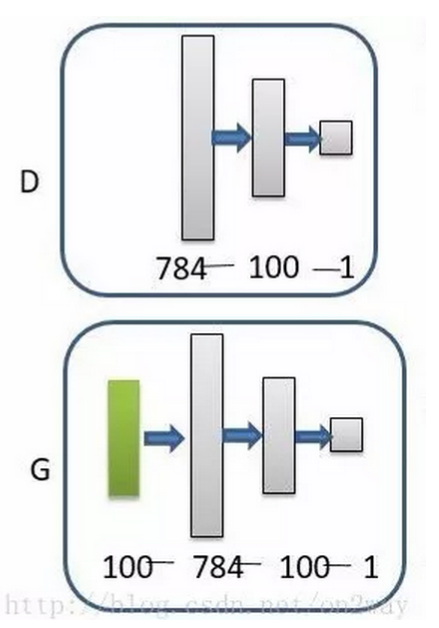 D
784— 100 —1
G
100— 784— 100— 1
http://blog.csdn.net/on2way